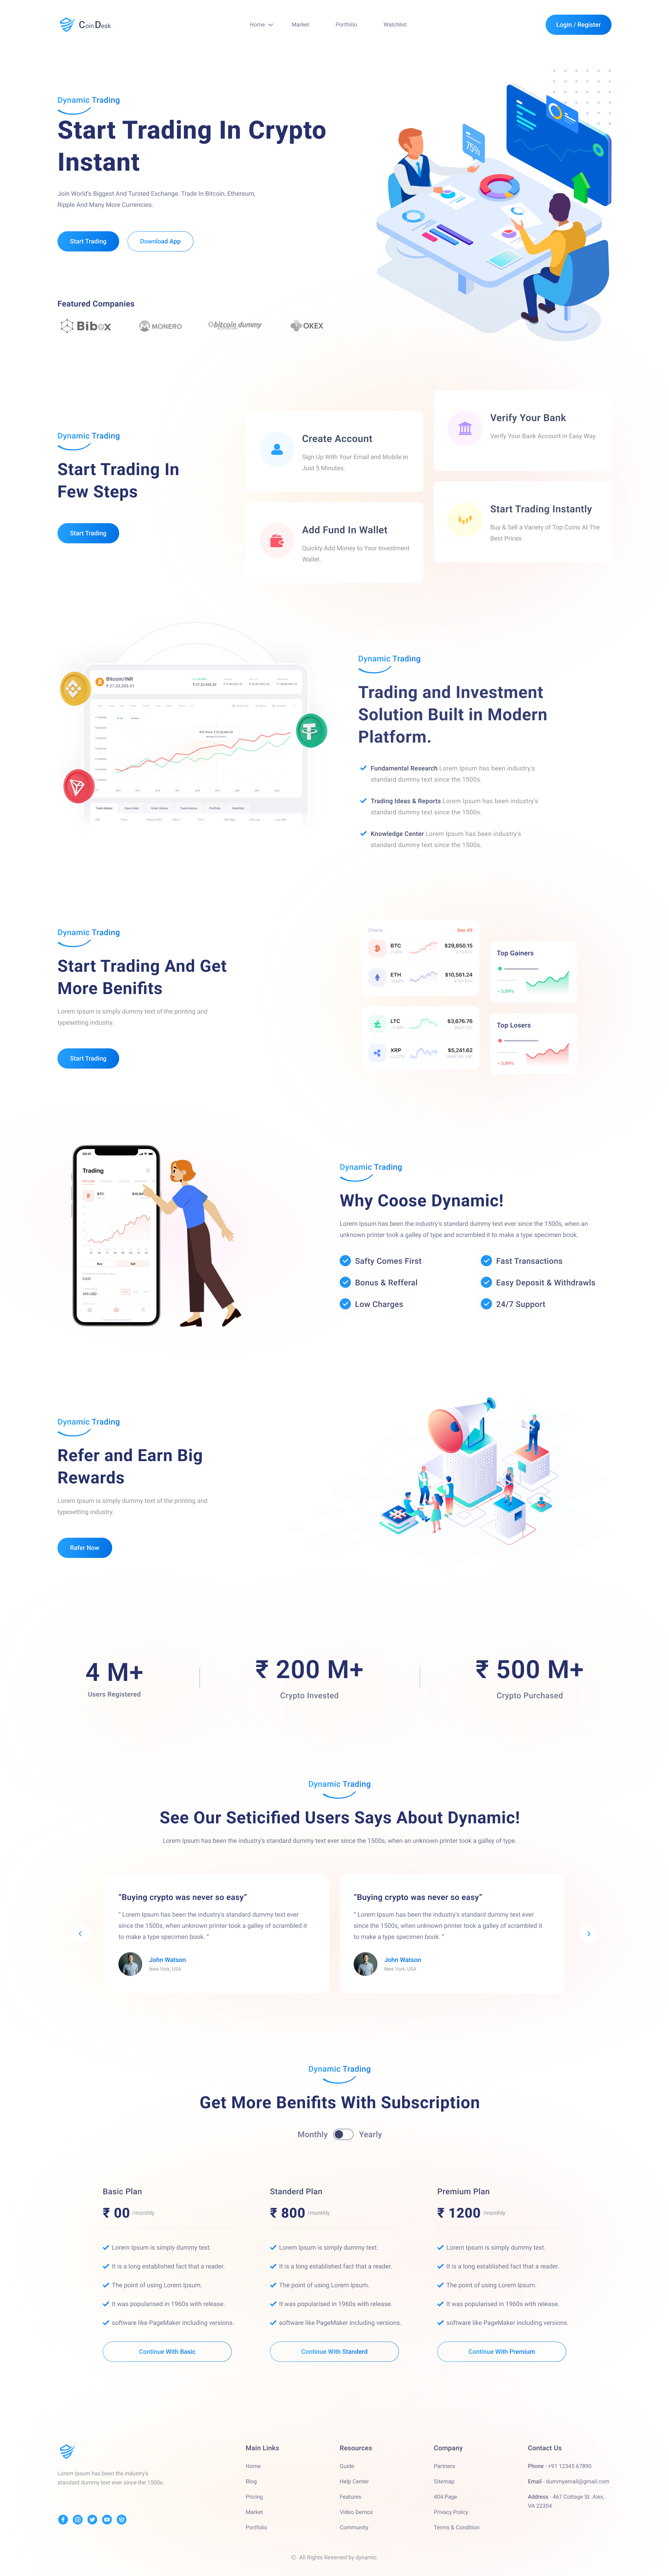 Coin Desk
Home
Market
Portfolio
Watchlist
Login / Register
Dynamic Trading
Start Trading In Crypto
Instant
Join World's Biggest And Tursted Exchange. Trade In Bitcoin, Ethereum,
Ripple And Many More Currencies.
Start Trading
Download App
75%
Featured Companies
Bibox
MONERO
bitcoin dummy
OKEX
Dynamic Trading
Start Trading In
Few Steps
Start Trading
Create Account
Sign Up With Your Email and Mobile in
Just 5 Minutes.
Verify Your Bank
Verify Your Bank Account in Easy Way.
Add Fund In Wallet
Quickly Add Money to Your Investment
Wallet.
Start Trading Instantly
Buy & Sell a Variety of Top Coins At The
Best Prices
Bitcoin/INR
Dynamic Trading
Trading and Investment
Solution Built in Modern
Platform.
Fundamental Research Lorem Ipsum has been industry's
standard dummy text since the 1500s.
Trading Ideas & Reports Lorem Ipsum has been industry's
standard dummy text since the 1500s.
Knowledge Center Lorem Ipsum has been industry's
standard dummy text since the 1500s.
Dynamic Trading
Start Trading And Get
More Benifits
Lorem Ipsum is simply dummy text of the printing and
typesetting industry.
Start Trading
Charts
See All
BTC
$29,850.15
ETH
$10,561.24
LTC
$3,676.76
XRP
$5,241.62
Top Gainers
+ 5.89%
Top Losers
+ 5.89%
Trading
BTC
Buy
Sell
Dynamic Trading
Why Coose Dynamic!
Lorem Ipsum has been the industry's standard dummy text ever since the 1500s, when an
unknown printer took a galley of type and scrambled it to make a type specimen book.
Safty Comes First
Fast Transactions
Bonus & Refferal
Easy Deposit & Withdrawls
Low Charges
24/7 Support
Dynamic Trading
Refer and Earn Big
Rewards
Lorem Ipsum is simply dummy text of the printing and
typesetting industry.
Rafer Now
4 M+
Users Registered
₹ 200 M+
Crypto Invested
₹ 500 M+
Crypto Purchased
Dynamic Trading
See Our Seticified Users Says About Dynamic!
Lorem Ipsum has been the industry's standard dummy text ever since the 1500s, when an unknown printer took a galley of type.
“Buying crypto was never so easy”
“ Lorem Ipsum has been the industry's standard dummy text ever
since the 1500s, when unknown printer took a galley of scrambled it
to make a type specimen book. ”
John Watson
New York, USA
“Buying crypto was never so easy”
“ Lorem Ipsum has been the industry's standard dummy text ever
since the 1500s, when unknown printer took a galley of scrambled it
to make a type specimen book. ”
John Watson
New York, USA
Dynamic Trading
Get More Benifits With Subscription
Monthly
Yearly
Basic Plan
₹ 00 /monthly
Lorem Ipsum is simply dummy text.
It is a long established fact that a reader.
The point of using Lorem Ipsum.
It was popularised in 1960s with release.
software like PageMaker including versions.
Continue With Basic
Standerd Plan
₹ 800 /monthly
Lorem Ipsum is simply dummy text.
It is a long established fact that a reader.
The point of using Lorem Ipsum.
It was popularised in 1960s with release.
software like PageMaker including versions.
Continue With Standerd
Premium Plan
₹ 1200 /monthly
Lorem Ipsum is simply dummy text.
It is a long established fact that a reader.
The point of using Lorem Ipsum.
It was popularised in 1960s with release.
software like PageMaker including versions.
Continue With Premium
Lorem Ipsum has been the industry's
standard dummy text ever since the 1500s.
Main Links
Home
Blog
Pricing
Market
Portfolio
Resources
Guide
Help Center
Features
Video Demos
Community
Company
Partners
Sitemap
404 Page
Privacy Policy
Terms & Condition
Contact Us
Phone - +91 12345 67890
Email - dummyemail@gmail.com
Address - 467 Cottage St. Alex,
VA 22304
© All Rights Reserved by dynamic.